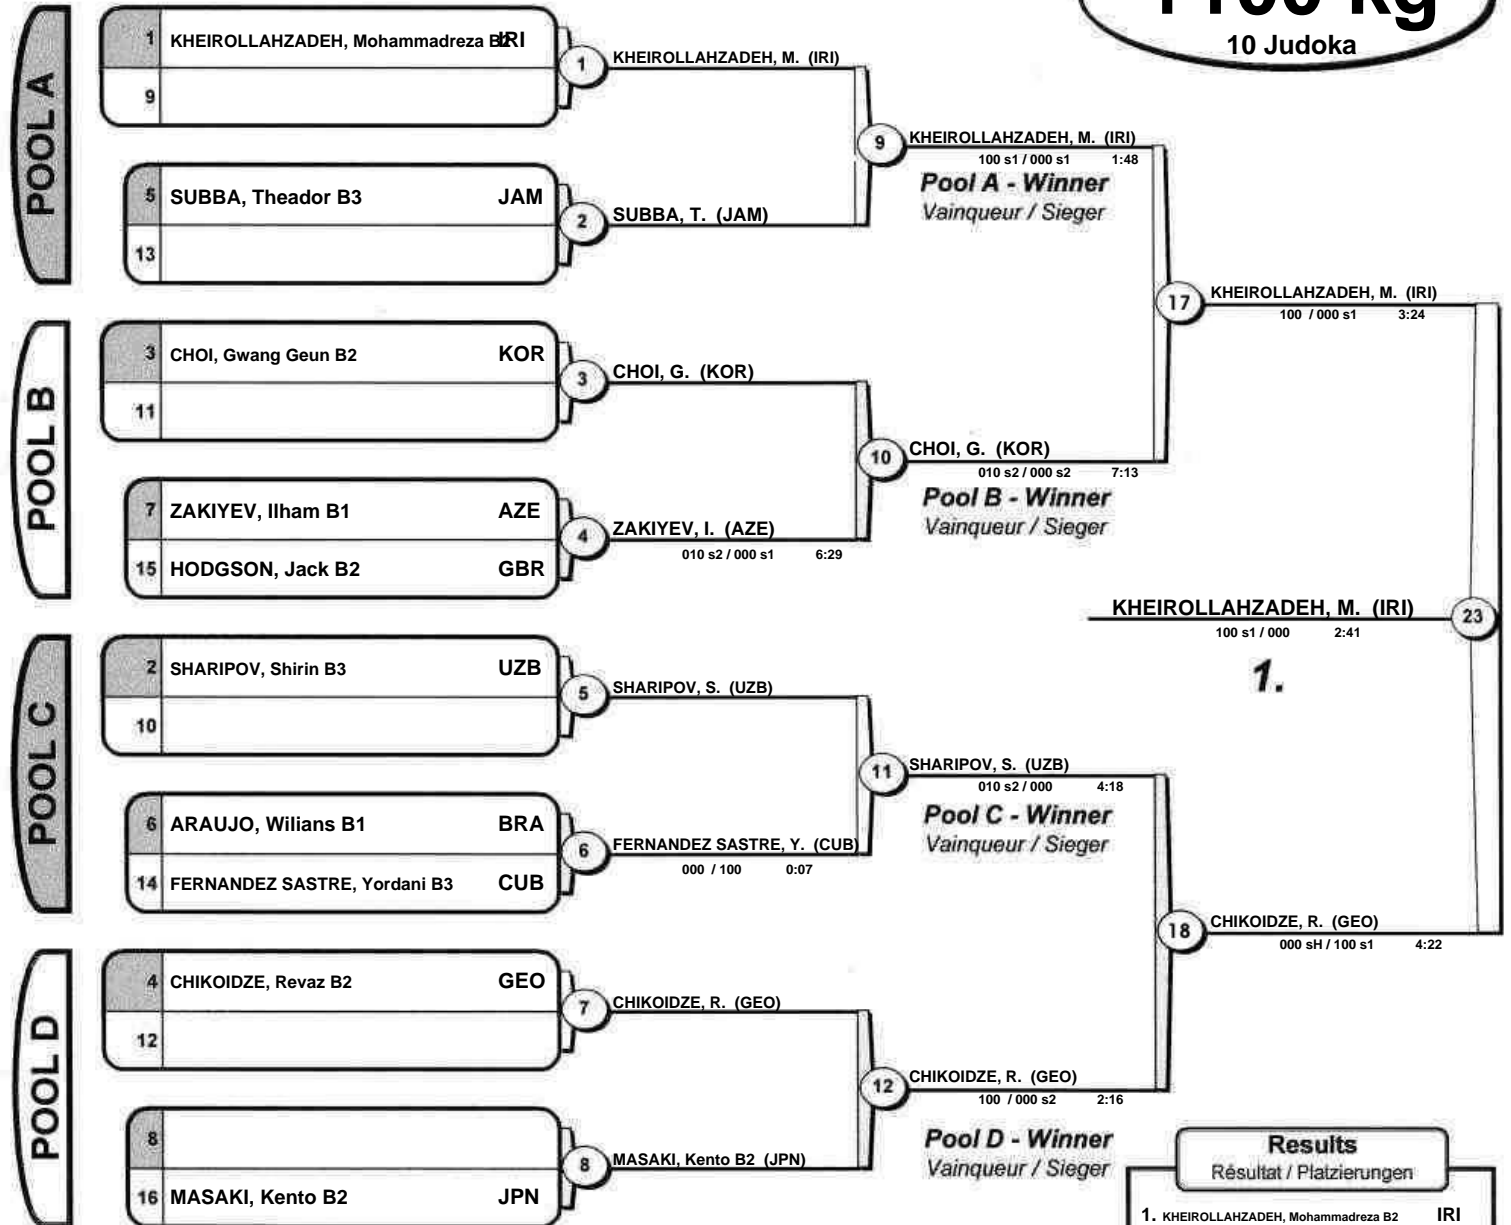 10 Judoka
POOL A
1 KHEIROLLAHZADEH, Mohammadreza B2 IRI
9
1 KHEIROLLAHZADEH, M. (IRI)
5 SUBBA, Theador B3 JAM
13
2 SUBBA, T. (JAM)
9 KHEIROLLAHZADEH, M. (IRI)
100 s1 / 000 s1 1:48
Pool A - Winner
Vainqueur / Sieger
POOL B
3 CHOI, Gwang Geun B2 KOR
11
3 CHOI, G. (KOR)
7 ZAKIYEV, Ilham B1 AZE
15 HODGSON, Jack B2 GBR
4 ZAKIYEV, I. (AZE)
010 s2 / 000 s1 6:29
10 CHOI, G. (KOR)
010 s2 / 000 s2 7:13
Pool B - Winner
Vainqueur / Sieger
17 KHEIROLLAHZADEH, M. (IRI)
100 / 000 s1 3:24
POOL C
2 SHARIPOV, Shirin B3 UZB
10
5 SHARIPOV, S. (UZB)
6 ARAUJO, Wilians B1 BRA
14 FERNANDEZ SASTRE, Yordani B3 CUB
6 FERNANDEZ SASTRE, Y. (CUB)
000 / 100 0:07
11 SHARIPOV, S. (UZB)
010 s2 / 000 4:18
Pool C - Winner
Vainqueur / Sieger
POOL D
4 CHIKOIDZE, Revaz B2 GEO
12
7 CHIKOIDZE, R. (GEO)
8
16 MASAKI, Kento B2 JPN
8 MASAKI, Kento B2 (JPN)
12 CHIKOIDZE, R. (GEO)
100 / 000 s2 2:16
Pool D - Winner
Vainqueur / Sieger
18 CHIKOIDZE, R. (GEO)
000 sH / 100 s1 4:22
KHEIROLLAHZADEH, M. (IRI) 23
100 s1 / 000 2:41
1.
Results
Résultat / Platzierungen
1. KHEIROLLAHZADEH, Mohammadreza B2 IRI